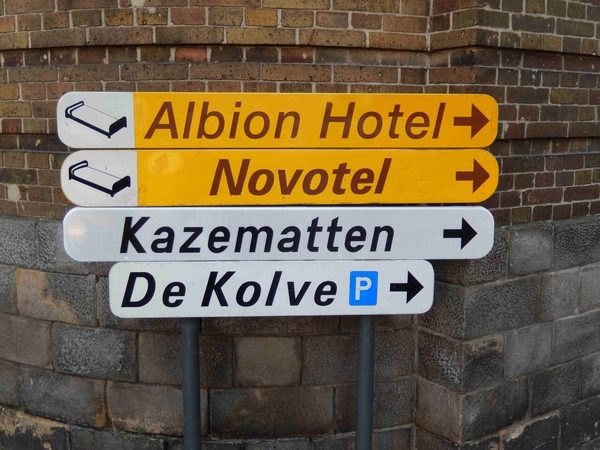 Albion Hotel
Novotel
Kazematten
De Kolve P